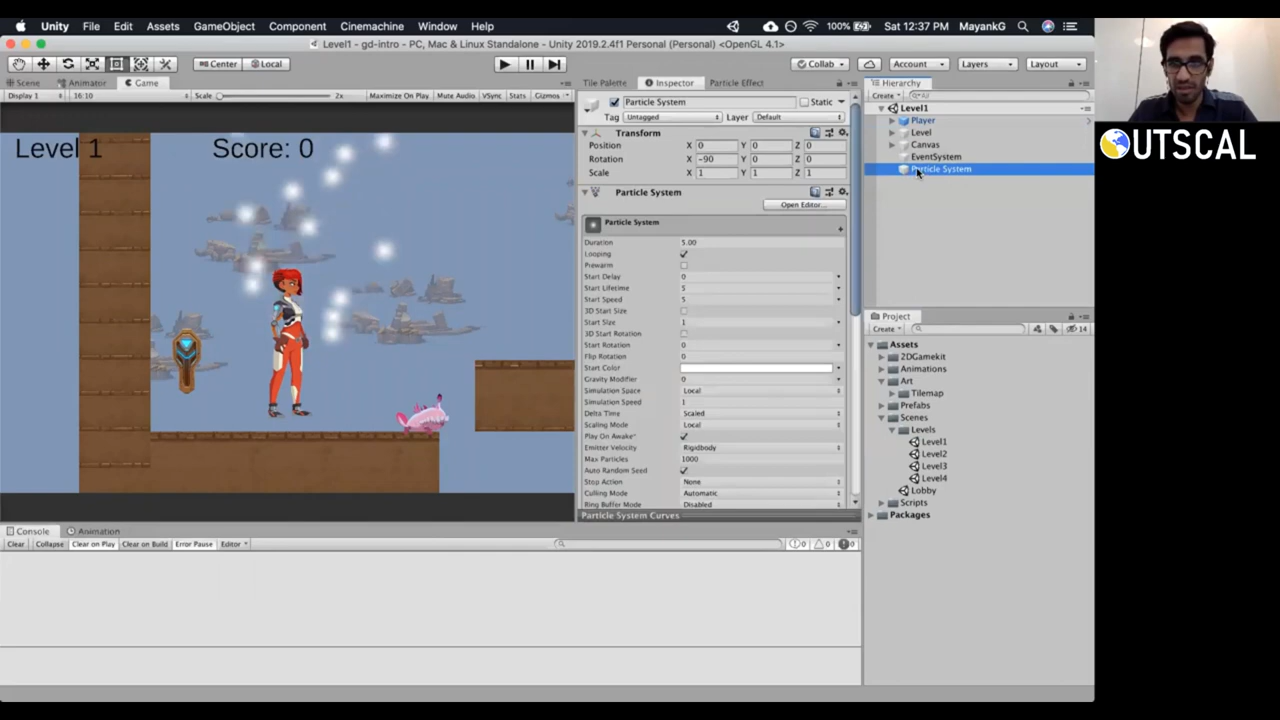 Unity File Edit Assets GameObject Component Cinemachine Window Help 100% Sat 12:37 PM MayankG
Level1 - gd-intro - PC, Mac & Linux Standalone - Unity 2019.2.4f1 Personal (Personal) <OpenGL 4.1>
Center Local Collab Account Layers Layout
Scene Animator Game Tile Palette Inspector Particle Effect Hierarchy
Display 1 16:10 Scale 2x Maximize On Play Mute Audio VSync Stats Gizmos
Create All
Particle System Static
Tag Untagged Layer Default
Transform
Position X 0 Y 0 Z 0
Rotation X -90 Y 0 Z 0
Scale X 1 Y 1 Z 1
Particle System
Open Editor...
Particle System
Duration 5.00
Looping
Prewarm
Start Delay 0
Start Lifetime 5
Start Speed 5
3D Start Size
Start Size 1
3D Start Rotation
Start Rotation 0
Flip Rotation 0
Start Color
Gravity Modifier 0
Simulation Space Local
Simulation Speed 1
Delta Time Scaled
Scaling Mode Local
Play On Awake*
Emitter Velocity Rigidbody
Max Particles 1000
Auto Random Seed
Stop Action None
Culling Mode Automatic
Ring Buffer Mode Disabled
Particle System Curves
Level1
Player
Level
Canvas
EventSystem
Particle System
Project
Create 14
Assets
2DGamekit
Animations
Art
Tilemap
Prefabs
Scenes
Levels
Level1
Level2
Level3
Level4
Lobby
Scripts
Packages
Level 1 Score: 0
Console Animation
Clear Collapse Clear on Play Clear on Build Error Pause Editor 0 0 0
OUTSCAL